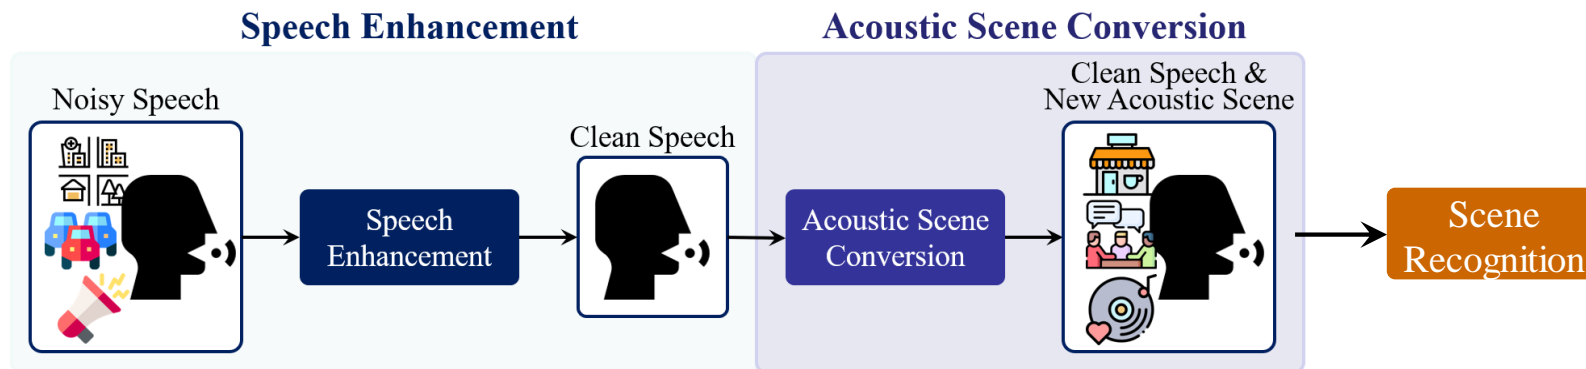 Speech Enhancement
Acoustic Scene Conversion
Noisy Speech
Clean Speech
Clean Speech &
New Acoustic Scene
Speech
Enhancement
Acoustic Scene
Conversion
Scene
Recognition